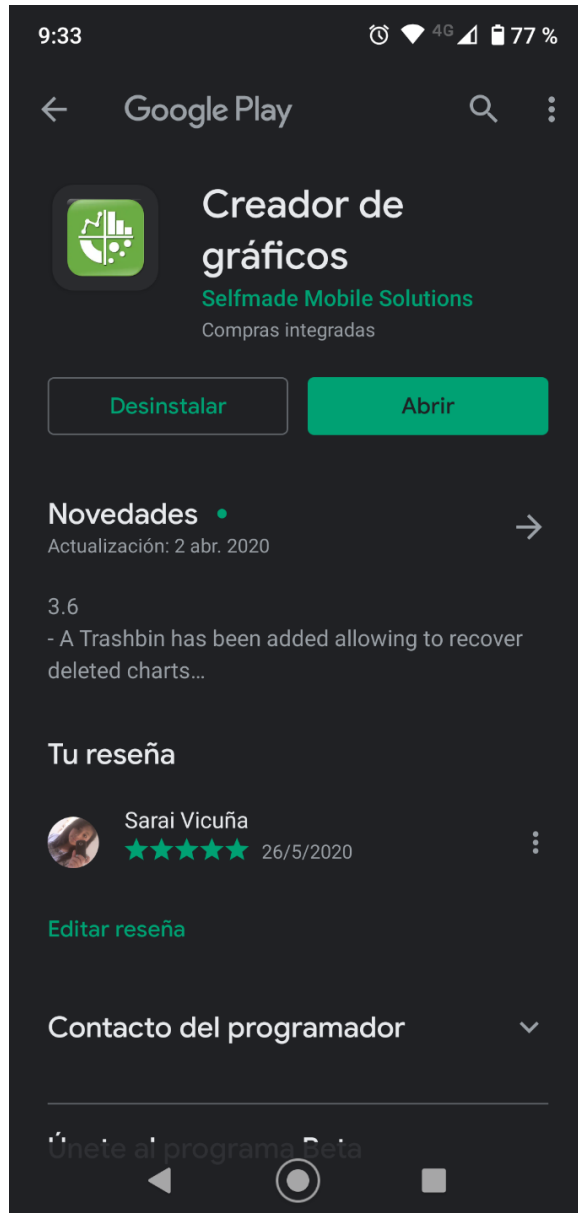 9:33 4G 77 %
Google Play
Creador de
gráficos
Selfmade Mobile Solutions
Compras integradas
Desinstalar Abrir
Novedades
Actualización: 2 abr. 2020
3.6
- A Trashbin has been added allowing to recover
deleted charts…
Tu reseña
Sarai Vicuña
26/5/2020
Editar reseña
Contacto del programador
Únete al programa Beta